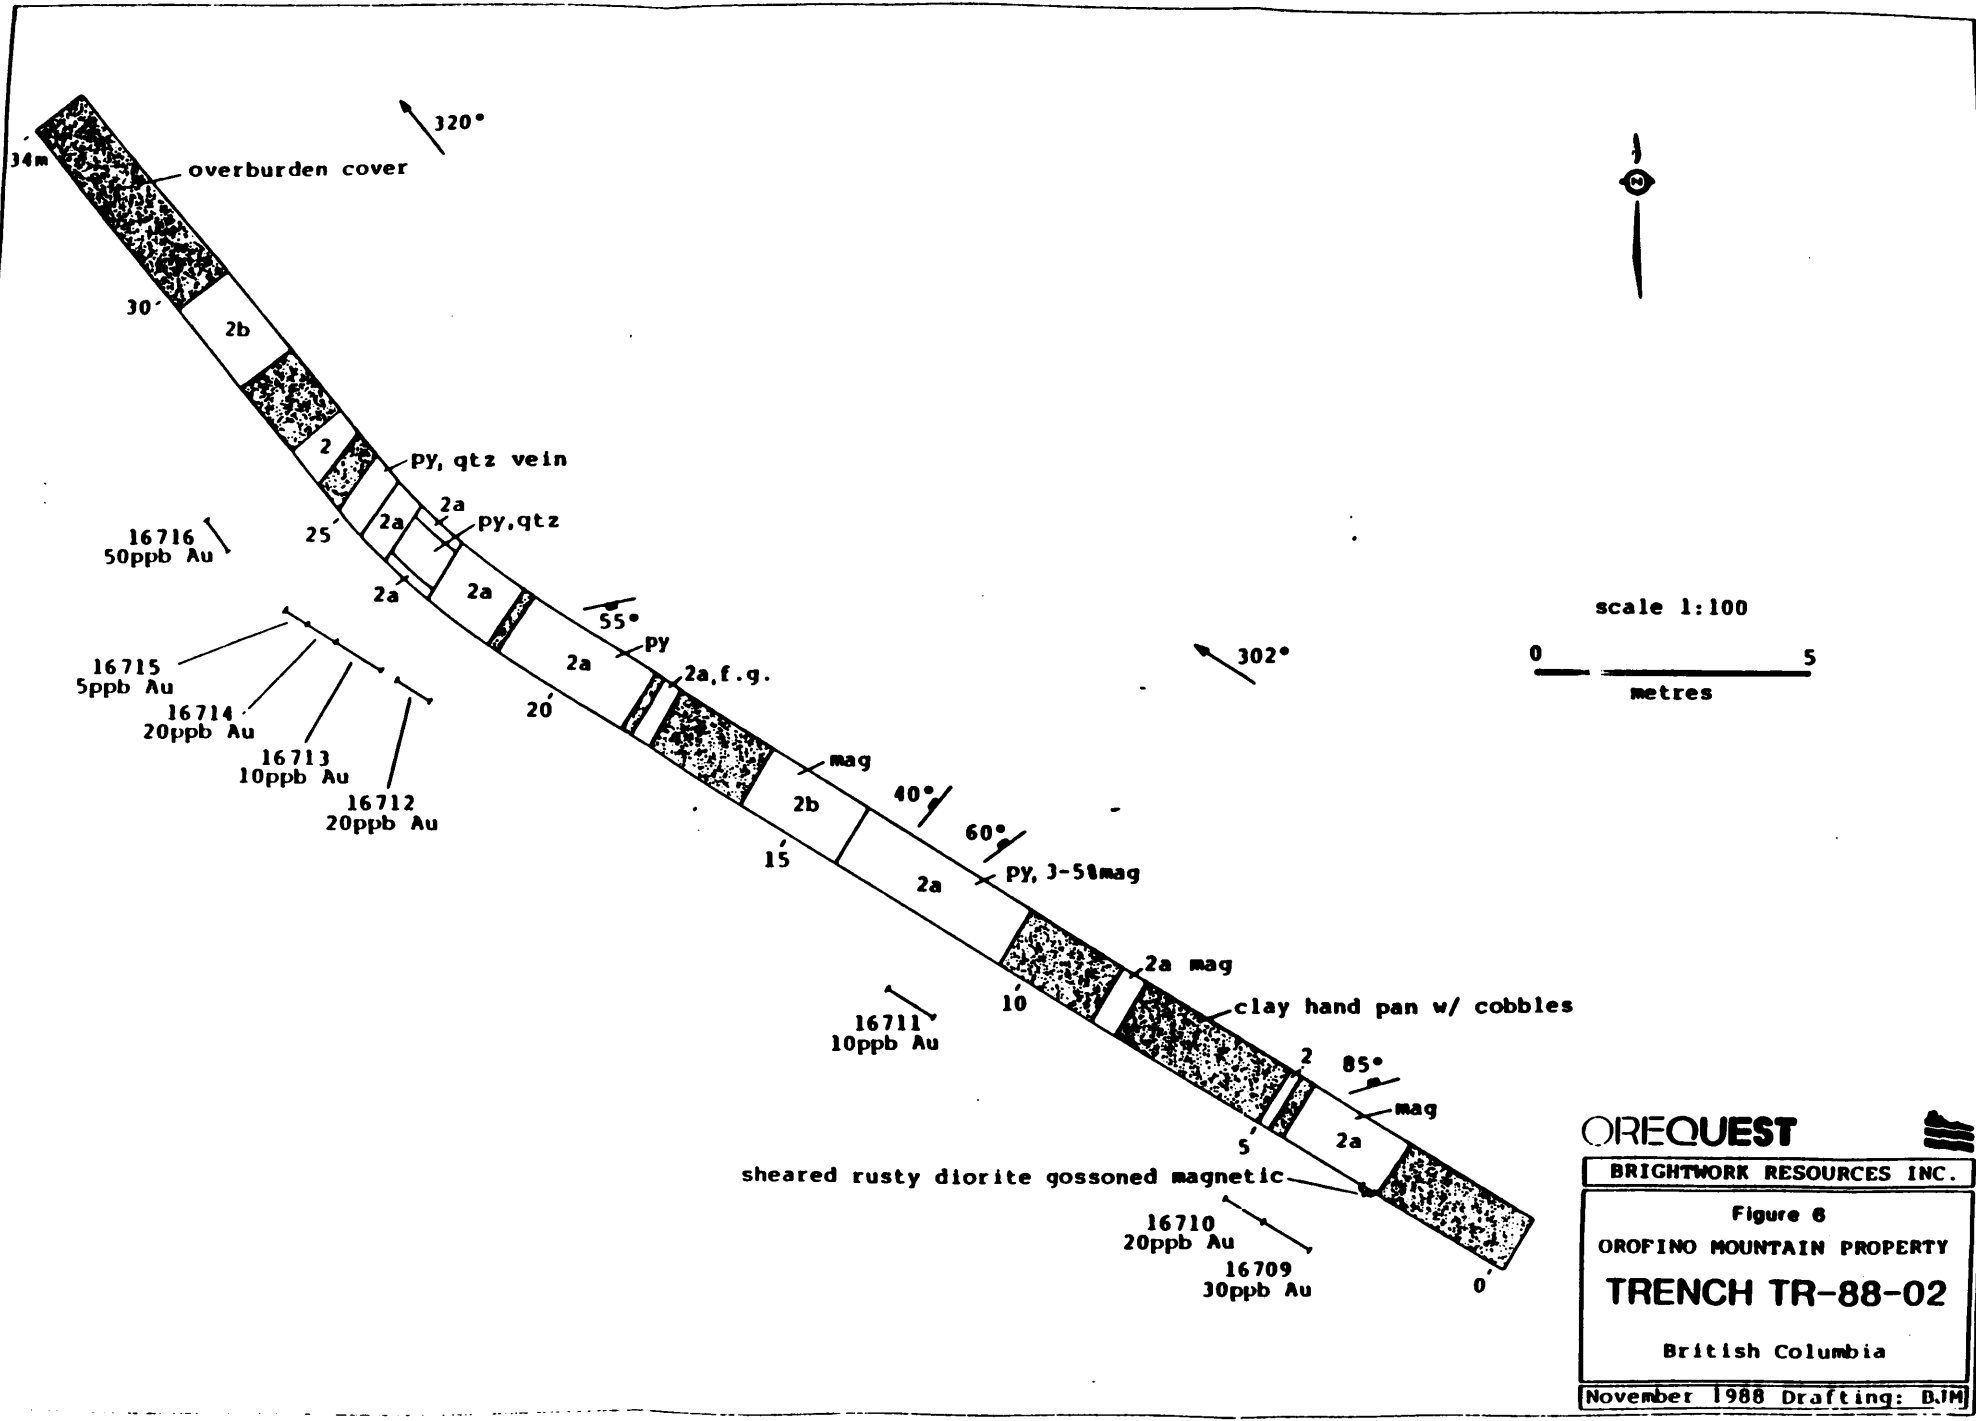 320°
34m
overburden cover
30
2b
2
py, qtz vein
2a
2a
py, qtz
25
16716
50ppb Au
2a
2a
55°
py
2a
2a, f.g.
20
16715
5ppb Au
16714
20ppb Au
16713
10ppb Au
16712
20ppb Au
302°
scale 1:100
0 5
metres
mag
2b
15
40°
60°
py, 3-5%mag
2a
10
16711
10ppb Au
2a mag
clay hand pan w/ cobbles
2
85°
mag
2a
5
sheared rusty diorite gossoned magnetic
16710
20ppb Au
16709
30ppb Au
0
N
OREQUEST
BRIGHTWORK RESOURCES INC.
Figure 6
OROFINO MOUNTAIN PROPERTY
TRENCH TR-88-02
British Columbia
November 1988 Drafting: BJM